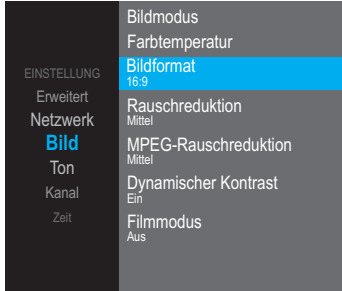 EINSTELLUNG
Erweitert
Netzwerk
Bild
Ton
Kanal
Zeit
Bildmodus
Farbtemperatur
Bildformat
16:9
Rauschreduktion
Mittel
MPEG-Rauschreduktion
Mittel
Dynamischer Kontrast
Ein
Filmmodus
Aus